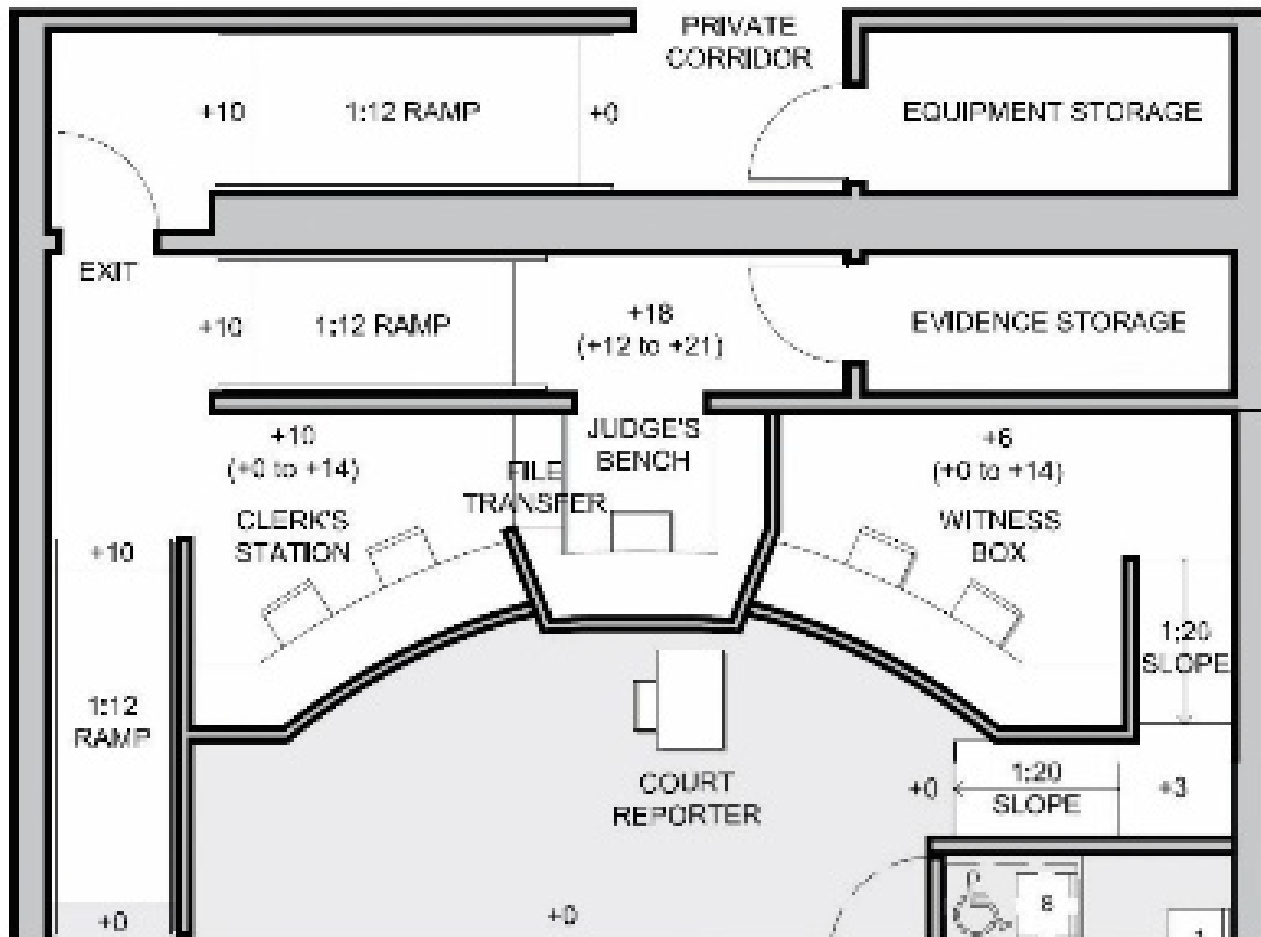 PRIVATE
CORRIDOR
+10
1:12 RAMP
+0
EQUIPMENT STORAGE
EXIT
+10
1:12 RAMP
+18
(+12 to +21)
EVIDENCE STORAGE
+10
(+0 to +14)
CLERK'S
STATION
FILE
TRANSFER
JUDGE'S
BENCH
+6
(+0 to +14)
WITNESS
BOX
+10
1:12
RAMP
+0
1:20
SLOPE
COURT
REPORTER
+0
1:20
SLOPE
+3
+0
8
1